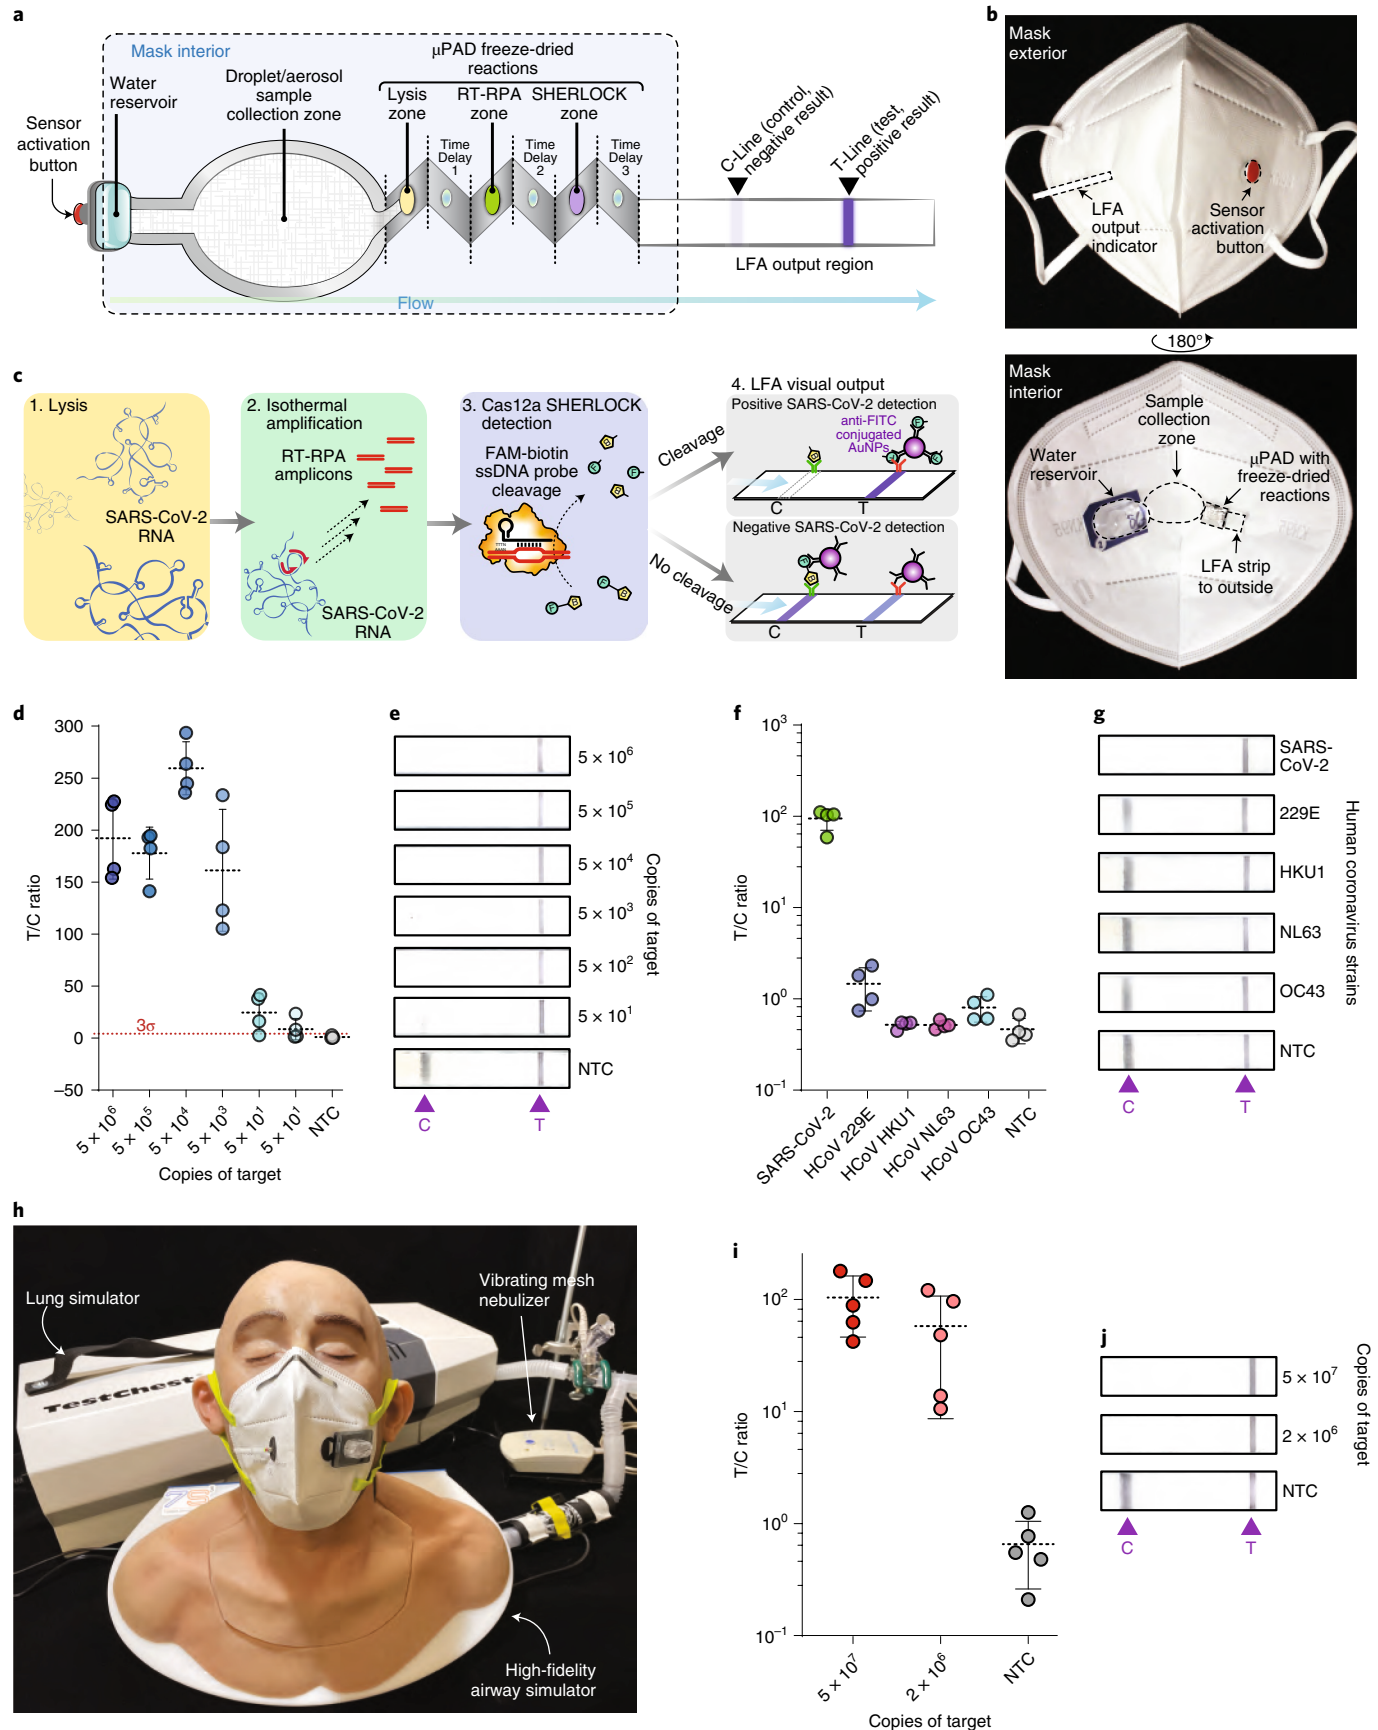 a
Mask interior
Water
reservoir
Droplet/aerosol
sample
collection zone
μPAD freeze-dried
reactions
Lysis
zone
RT-RPA
zone
SHERLOCK
zone
Sensor
activation
button
Time
Delay
1
Time
Delay
2
Time
Delay
3
C-Line (control,
negative result)
T-Line (test,
positive result)
LFA output region
Flow
b
Mask
exterior
LFA
output
indicator
Sensor
activation
button
180°
Mask
interior
Sample
collection
zone
Water
reservoir
μPAD with
freeze-dried
reactions
LFA strip
to outside
c
1. Lysis
SARS-CoV-2
RNA
2. Isothermal
amplification
RT-RPA
amplicons
SARS-CoV-2
RNA
3. Cas12a SHERLOCK
detection
FAM-biotin
ssDNA probe
cleavage
F
B
F
B
F
B
F
B
Cleavage
No cleavage
4. LFA visual output
Positive SARS-CoV-2 detection
anti-FITC
conjugated
AuNPs
B
F
F
F
C
T
Negative SARS-CoV-2 detection
F
B
C
T
d
300
250
200
150
100
50
0
–50
T/C ratio
3σ
5 × 10⁶
5 × 10⁵
5 × 10⁴
5 × 10³
5 × 10¹
5 × 10¹
NTC
Copies of target
e
5 × 10⁶
5 × 10⁵
5 × 10⁴
5 × 10³
5 × 10²
5 × 10¹
NTC
Copies of target
C
T
f
10³
10²
10¹
10⁰
10⁻¹
T/C ratio
SARS-CoV-2
HCoV 229E
HCoV HKU1
HCoV NL63
HCoV OC43
NTC
g
SARS-
CoV-2
229E
HKU1
NL63
OC43
NTC
Human coronavirus strains
C
T
h
Lung simulator
Vibrating mesh
nebulizer
TestChest
High-fidelity
airway simulator
i
10²
10¹
10⁰
10⁻¹
T/C ratio
5 × 10⁷
2 × 10⁶
NTC
Copies of target
j
5 × 10⁷
2 × 10⁶
NTC
Copies of target
C
T